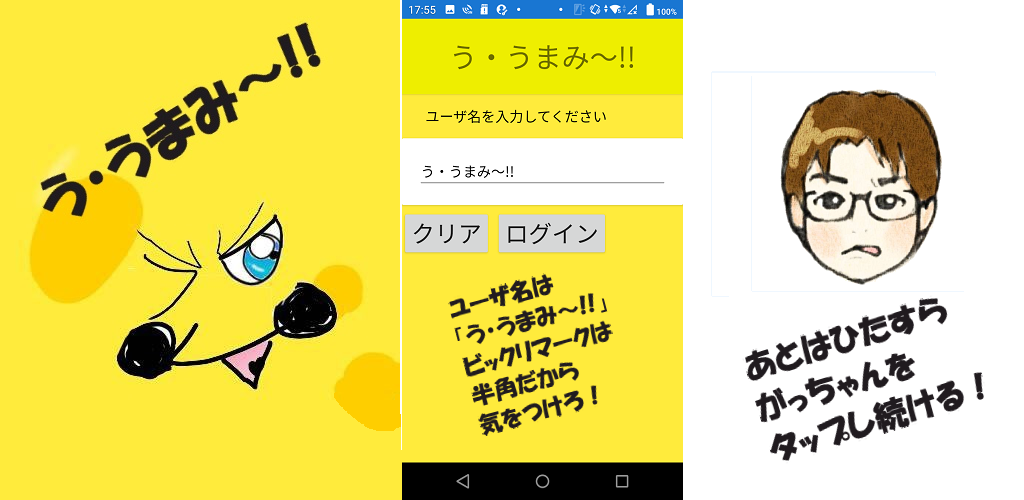 う・うまみ～!!
17:55
100%
う・うまみ～!!
ユーザ名を入力してください
う・うまみ～!!
クリア
ログイン
ユーザ名は
「う・うまみ～!!」
ビックリマークは
半角だから
気をつけろ！
あとはひたすら
がっちゃんを
タップし続ける！